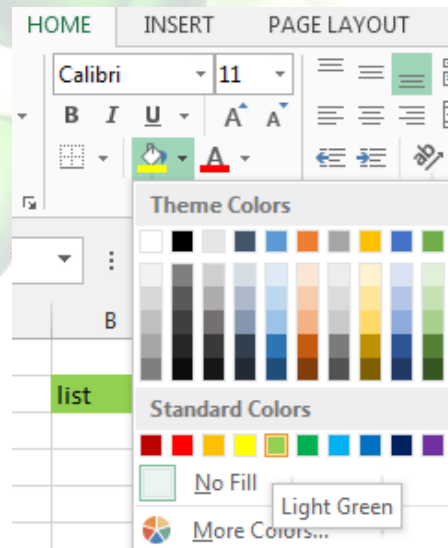 HOME INSERT PAGE LAYOUT
Calibri 11
B I U A A
A
Theme Colors
B
list
Standard Colors
No Fill
Light Green
More Colors...